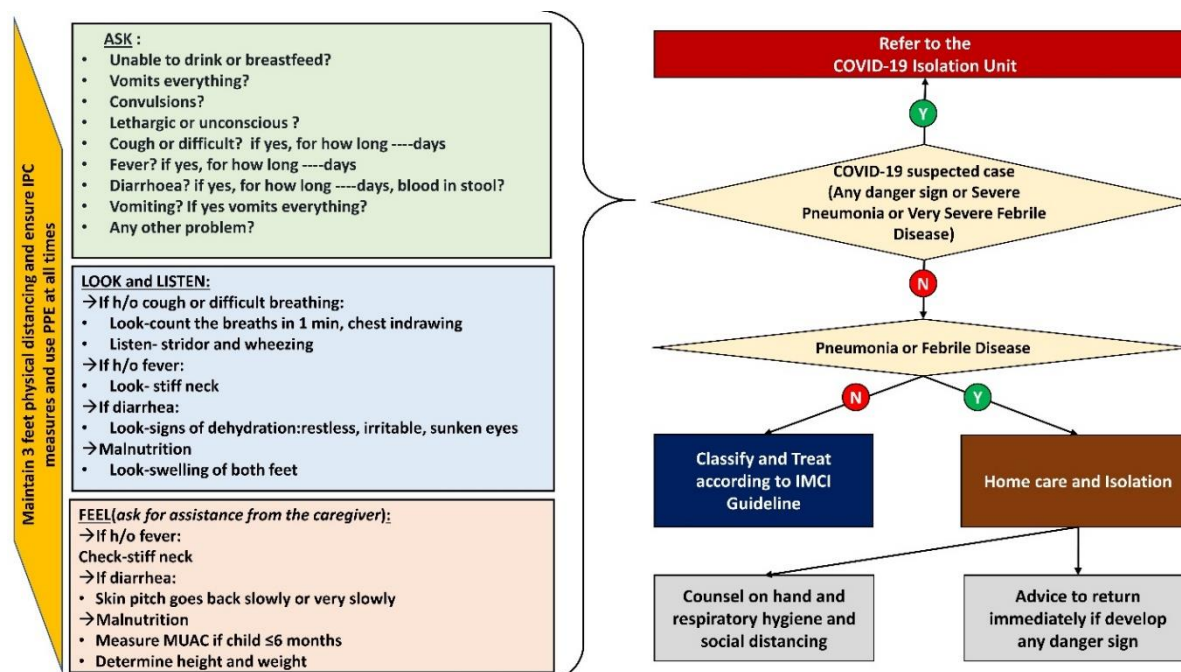 Maintain 3 feet physical distancing and ensure IPC
measures and use PPE at all times
ASK :
• Unable to drink or breastfeed?
• Vomits everything?
• Convulsions?
• Lethargic or unconscious ?
• Cough or difficult? if yes, for how long ----days
• Fever? if yes, for how long ----days
• Diarrhoea? if yes, for how long ----days, blood in stool?
• Vomiting? If yes vomits everything?
• Any other problem?
LOOK and LISTEN:
→If h/o cough or difficult breathing:
• Look-count the breaths in 1 min, chest indrawing
• Listen- stridor and wheezing
→If h/o fever:
• Look- stiff neck
→If diarrhea:
• Look-signs of dehydration:restless, irritable, sunken eyes
→Malnutrition
• Look-swelling of both feet
FEEL(ask for assistance from the caregiver):
→If h/o fever:
Check-stiff neck
→If diarrhea:
• Skin pitch goes back slowly or very slowly
→Malnutrition
• Measure MUAC if child ≤6 months
• Determine height and weight
Refer to the
COVID-19 Isolation Unit
Y
COVID-19 suspected case
(Any danger sign or Severe
Pneumonia or Very Severe Febrile
Disease)
N
Pneumonia or Febrile Disease
N
Y
Classify and Treat
according to IMCI
Guideline
Home care and Isolation
Counsel on hand and
respiratory hygiene and
social distancing
Advice to return
immediately if develop
any danger sign